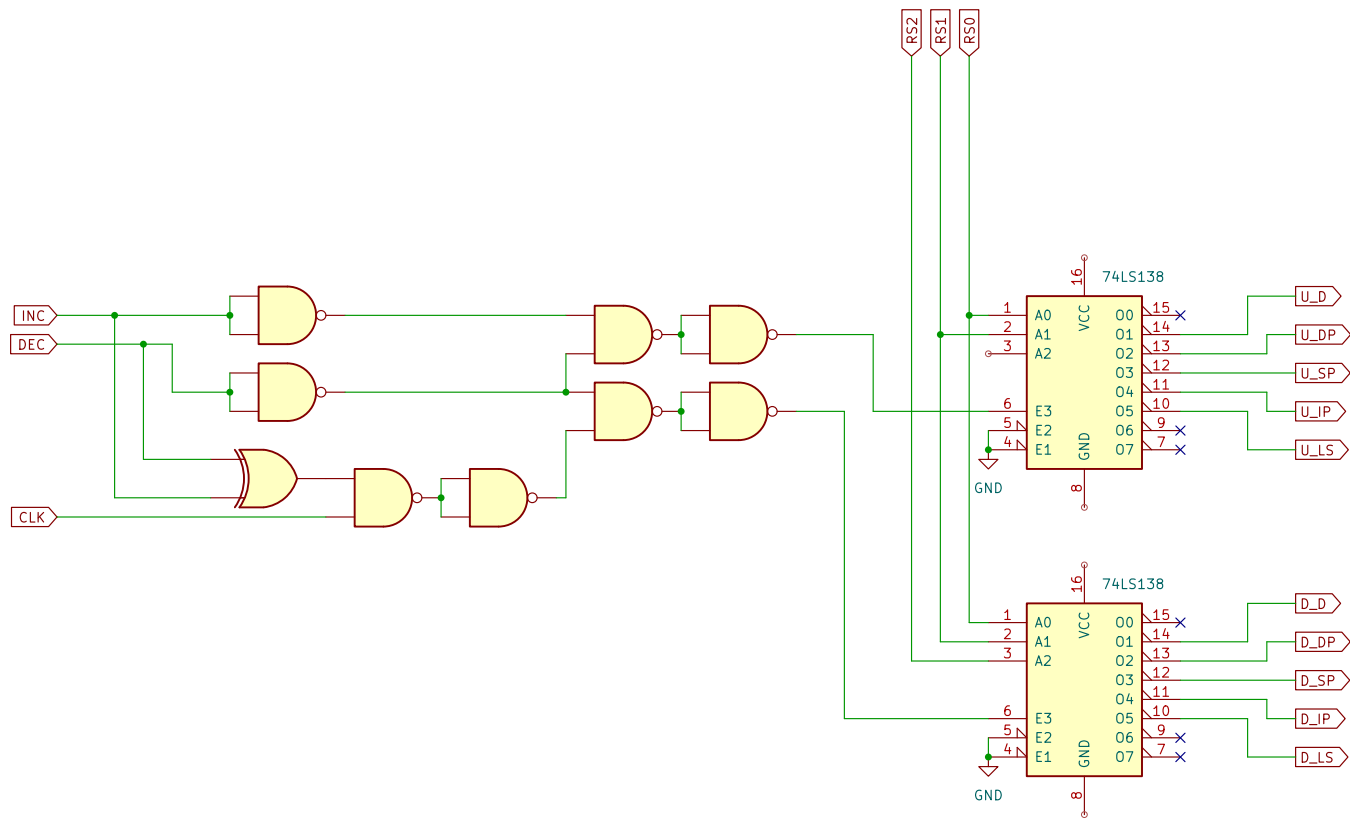 RS2
RS1
RS0
INC
DEC
CLK
74LS138
16
VCC
1 A0
2 A1
3 A2
6 E3
5 E2
4 E1
GND
8
O0 15
O1 14
O2 13
O3 12
O4 11
O5 10
O6 9
O7 7
GND
U_D
U_DP
U_SP
U_IP
U_LS
74LS138
16
VCC
1 A0
2 A1
3 A2
6 E3
5 E2
4 E1
GND
8
O0 15
O1 14
O2 13
O3 12
O4 11
O5 10
O6 9
O7 7
GND
D_D
D_DP
D_SP
D_IP
D_LS